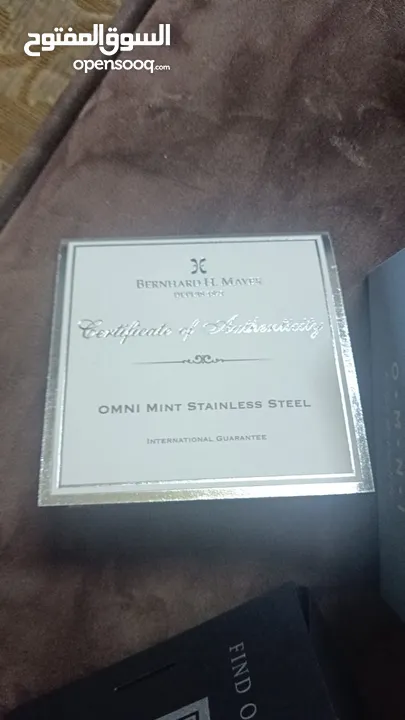 السوق المفتوح
opensooq.com
BERNHARD H. MAYER
Certificate of Authenticity
OMNI MINT STAINLESS STEEL
INTERNATIONAL GUARANTEE
O·M·N·I
FIND O